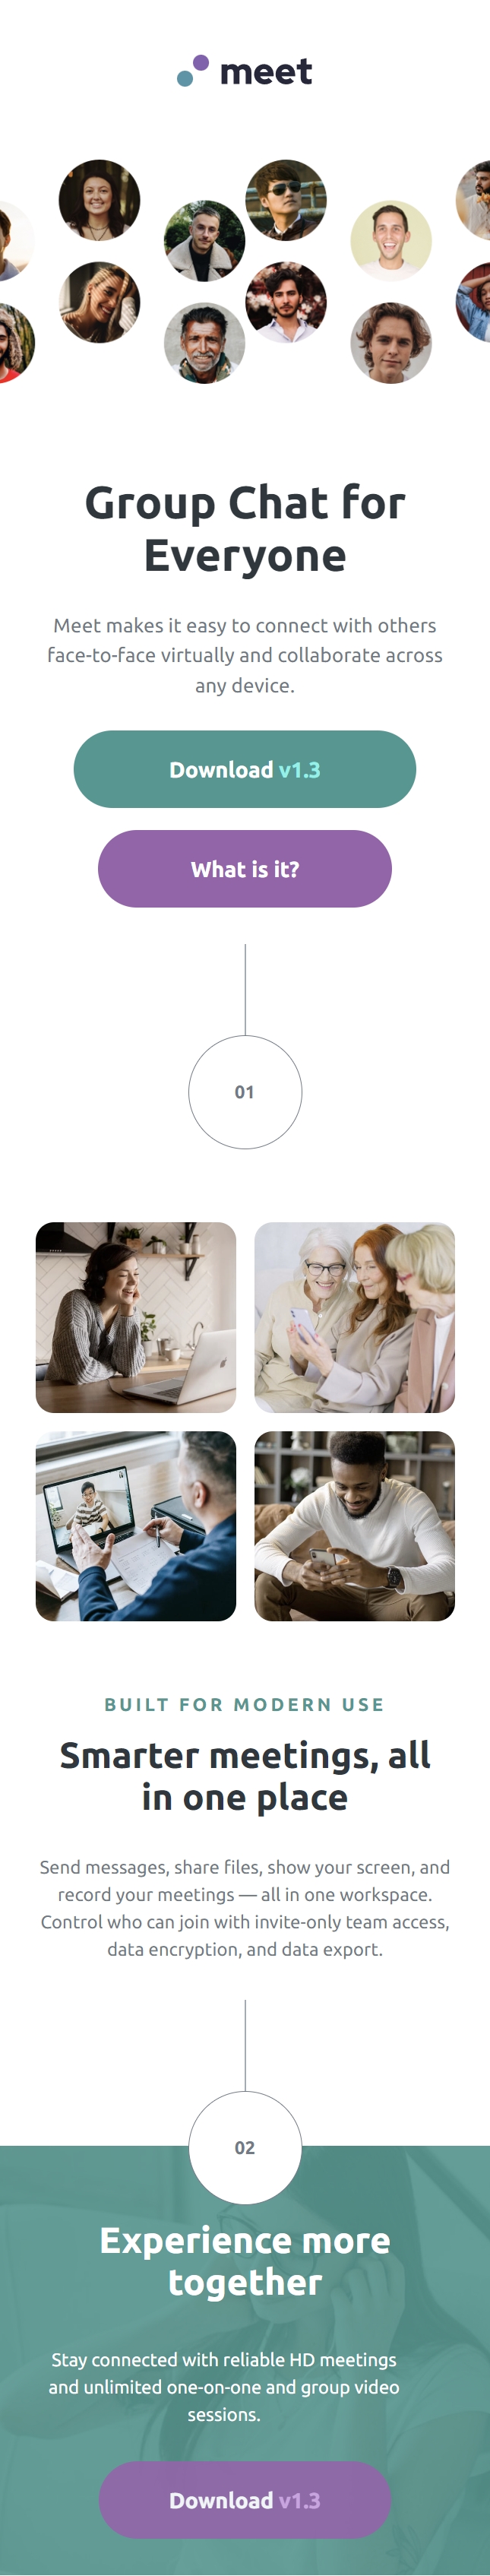 meet
Group Chat for
Everyone
Meet makes it easy to connect with others
face-to-face virtually and collaborate across
any device.
Download v1.3
What is it?
01
BUILT FOR MODERN USE
Smarter meetings, all
in one place
Send messages, share files, show your screen, and
record your meetings — all in one workspace.
Control who can join with invite-only team access,
data encryption, and data export.
02
Experience more
together
Stay connected with reliable HD meetings
and unlimited one-on-one and group video
sessions.
Download v1.3